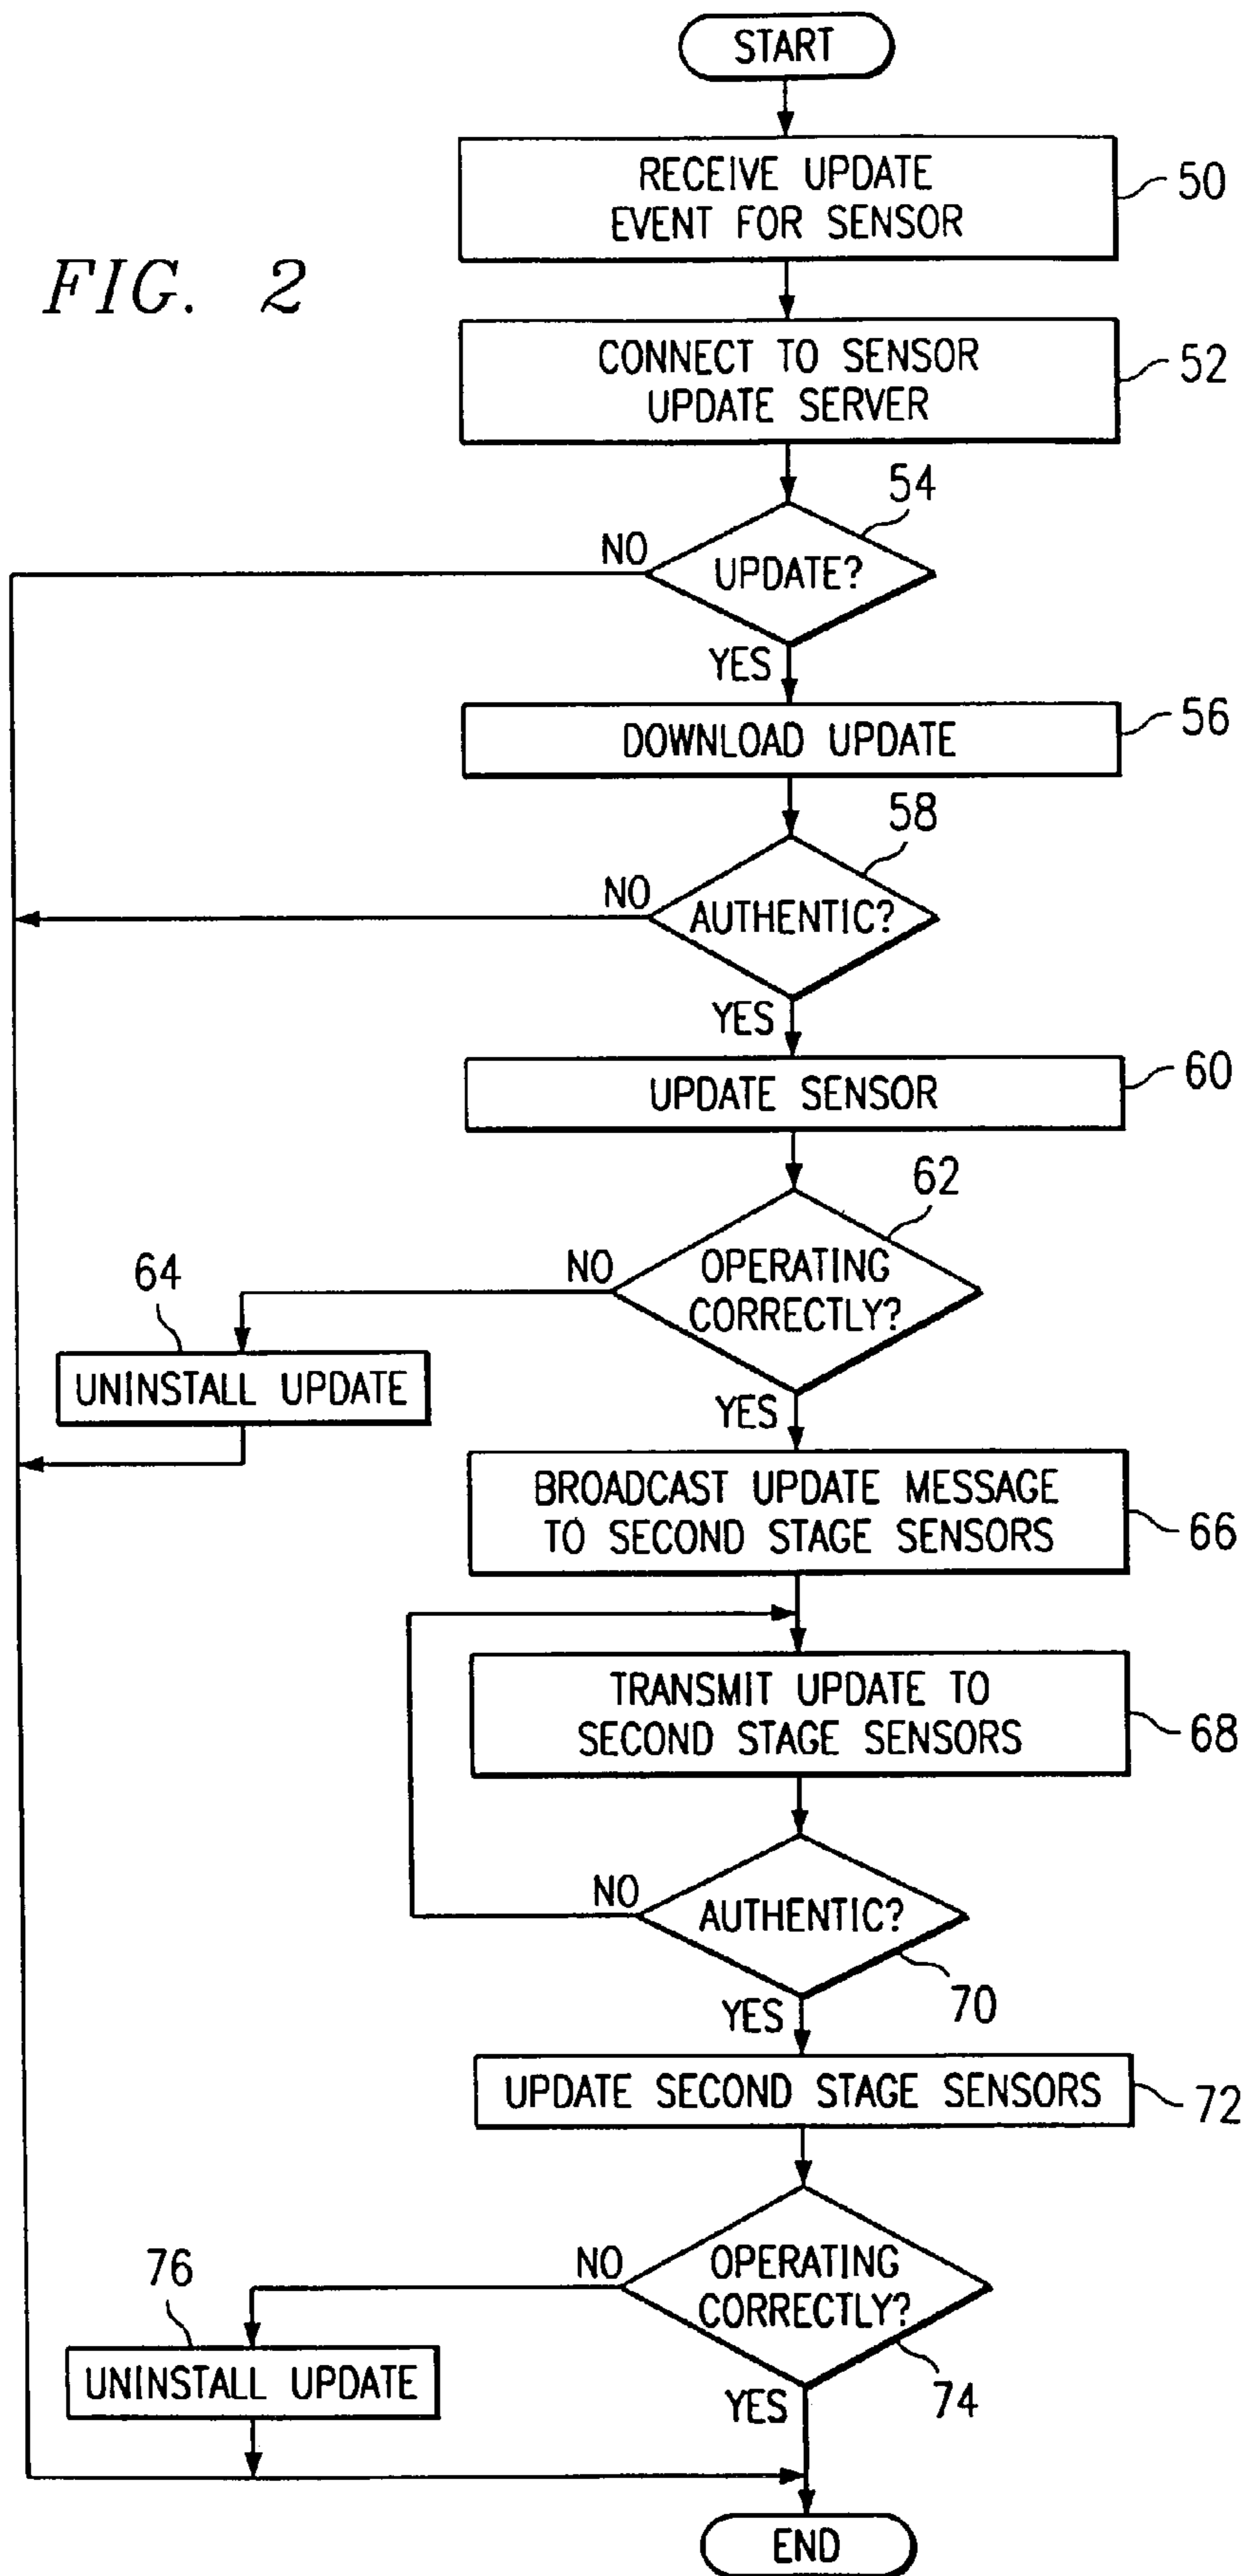 START
RECEIVE UPDATE
EVENT FOR SENSOR
50
FIG. 2
CONNECT TO SENSOR
UPDATE SERVER
52
54
NO
UPDATE?
YES
DOWNLOAD UPDATE
56
58
NO
AUTHENTIC?
YES
UPDATE SENSOR
60
62
NO
OPERATING
CORRECTLY?
64
UNINSTALL UPDATE
YES
BROADCAST UPDATE MESSAGE
TO SECOND STAGE SENSORS
66
TRANSMIT UPDATE TO
SECOND STAGE SENSORS
68
NO
AUTHENTIC?
70
YES
UPDATE SECOND STAGE SENSORS
72
NO
OPERATING
CORRECTLY?
74
76
UNINSTALL UPDATE
YES
END